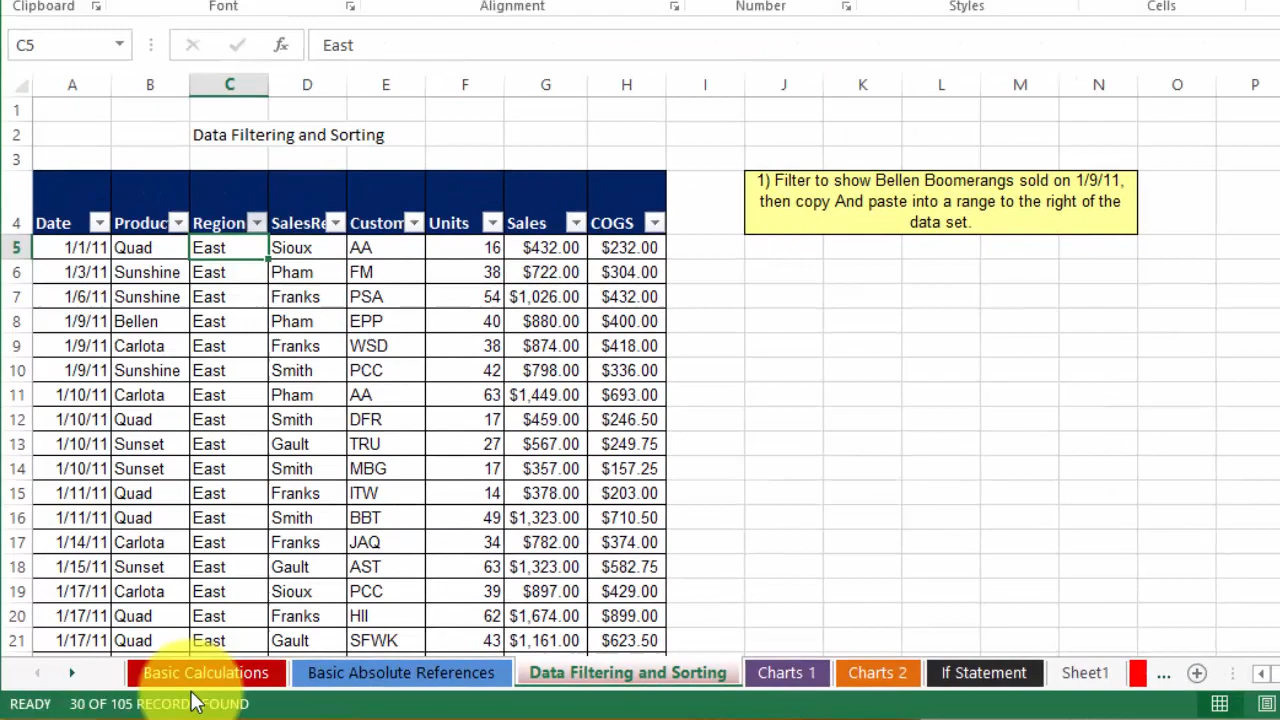 Clipboard Font Alignment Number Styles Cells
C5 fx East
A B C D E F G H I J K L M N O P
1
2 Data Filtering and Sorting
3
1) Filter to show Bellen Boomerangs sold on 1/9/11,
then copy And paste into a range to the right of the
data set.
4 Date Produc Region SalesRe Custom Units Sales COGS
5 1/1/11 Quad East Sioux AA 16 $432.00 $232.00
6 1/3/11 Sunshine East Pham FM 38 $722.00 $304.00
7 1/6/11 Sunshine East Franks PSA 54 $1,026.00 $432.00
8 1/9/11 Bellen East Pham EPP 40 $880.00 $400.00
9 1/9/11 Carlota East Franks WSD 38 $874.00 $418.00
10 1/9/11 Sunshine East Smith PCC 42 $798.00 $336.00
11 1/10/11 Carlota East Pham AA 63 $1,449.00 $693.00
12 1/10/11 Quad East Smith DFR 17 $459.00 $246.50
13 1/10/11 Sunset East Gault TRU 27 $567.00 $249.75
14 1/10/11 Sunset East Smith MBG 17 $357.00 $157.25
15 1/11/11 Quad East Franks ITW 14 $378.00 $203.00
16 1/11/11 Quad East Smith BBT 49 $1,323.00 $710.50
17 1/14/11 Carlota East Franks JAQ 34 $782.00 $374.00
18 1/15/11 Sunset East Gault AST 63 $1,323.00 $582.75
19 1/17/11 Carlota East Sioux PCC 39 $897.00 $429.00
20 1/17/11 Quad East Franks HII 62 $1,674.00 $899.00
21 1/17/11 Quad East Gault SFWK 43 $1,161.00 $623.50
Basic Calculations Basic Absolute References Data Filtering and Sorting Charts 1 Charts 2 If Statement Sheet1 ...
READY 30 OF 105 RECORDS FOUND